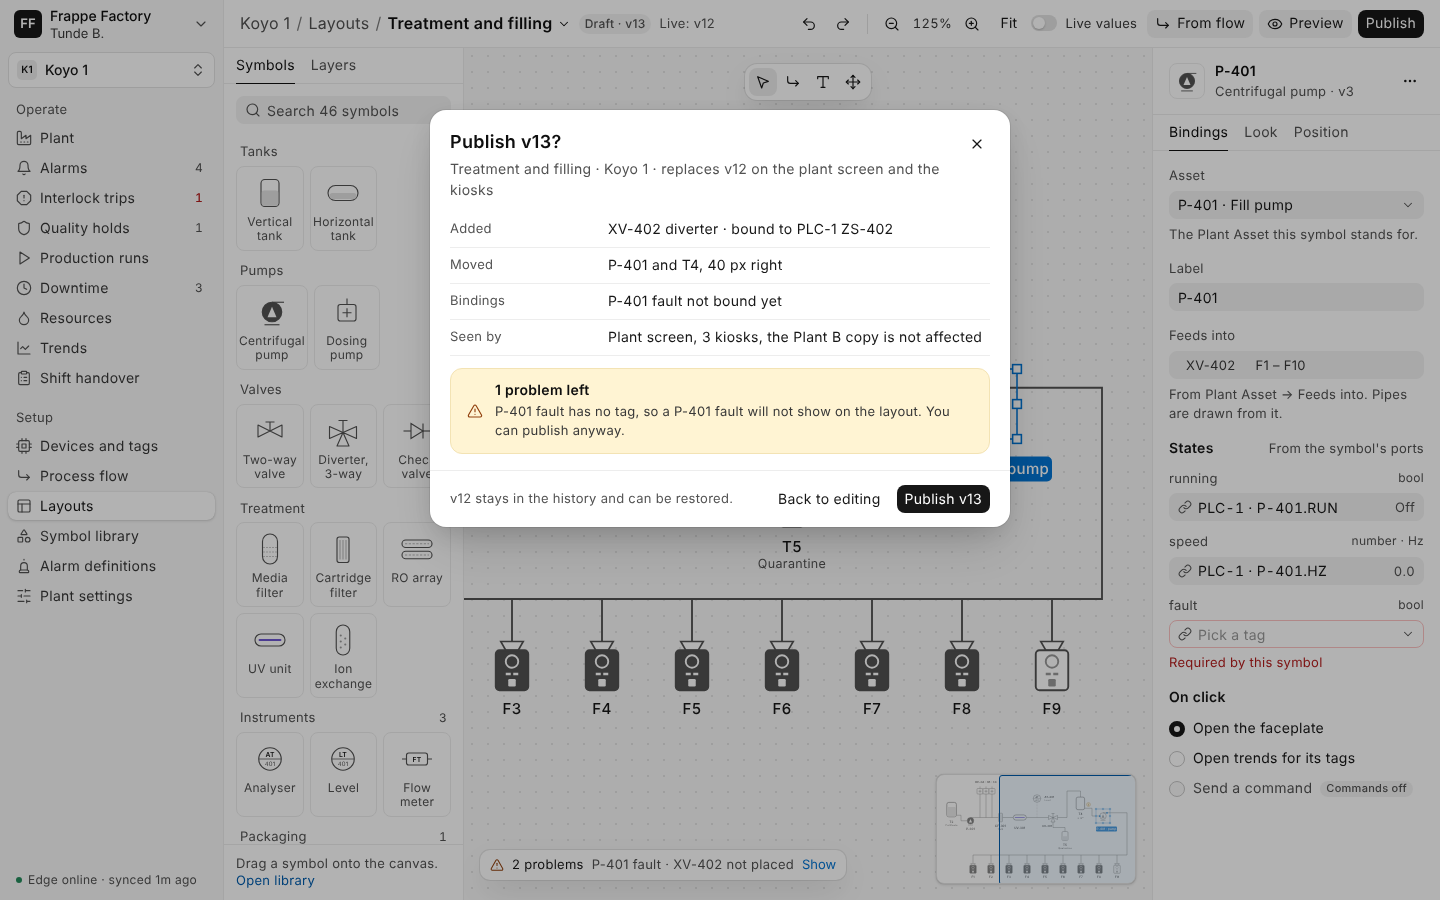 FF
Frappe Factory
Tunde B.
K1 Koyo 1
Operate
Plant
Alarms 4
Interlock trips 1
Quality holds 1
Production runs
Downtime 3
Resources
Trends
Shift handover
Setup
Devices and tags
Process flow
Layouts
Symbol library
Alarm definitions
Plant settings
Edge online · synced 1m ago
Koyo 1 / Layouts / Treatment and filling
Draft · v13
Live: v12
125%
Fit
Live values
From flow
Preview
Publish
Symbols
Layers
Search 46 symbols
Tanks
Vertical
tank
Horizontal
tank
Pumps
Centrifugal
pump
Dosing
pump
Valves
Two-way
valve
Diverter,
3-way
Treatment
Media
filter
Cartridge
filter
RO array
UV unit
Ion
exchange
Instruments 3
AT
401
Analyser
LT
401
Level
FT
Flow
meter
Packaging 1
Drag a symbol onto the canvas.
Open library
Publish v13?
Treatment and filling · Koyo 1 · replaces v12 on the plant screen and the
kiosks
Added XV-402 diverter · bound to PLC-1 ZS-402
Moved P-401 and T4, 40 px right
Bindings P-401 fault not bound yet
Seen by Plant screen, 3 kiosks, the Plant B copy is not affected
1 problem left
P-401 fault has no tag, so a P-401 fault will not show on the layout. You
can publish anyway.
v12 stays in the history and can be restored.
Back to editing
Publish v13
pump
T5
Quarantine
F3
F4
F5
F6
F7
F8
F9
2 problems P-401 fault · XV-402 not placed Show
P-401
Centrifugal pump · v3
Bindings
Look
Position
Asset
P-401 · Fill pump
The Plant Asset this symbol stands for.
Label
P-401
Feeds into
XV-402 F1 – F10
From Plant Asset → Feeds into. Pipes
are drawn from it.
States From the symbol's ports
running bool
PLC-1 · P-401.RUN Off
speed number · Hz
PLC-1 · P-401.HZ 0.0
fault bool
Pick a tag
Required by this symbol
On click
Open the faceplate
Open trends for its tags
Send a command Commands off